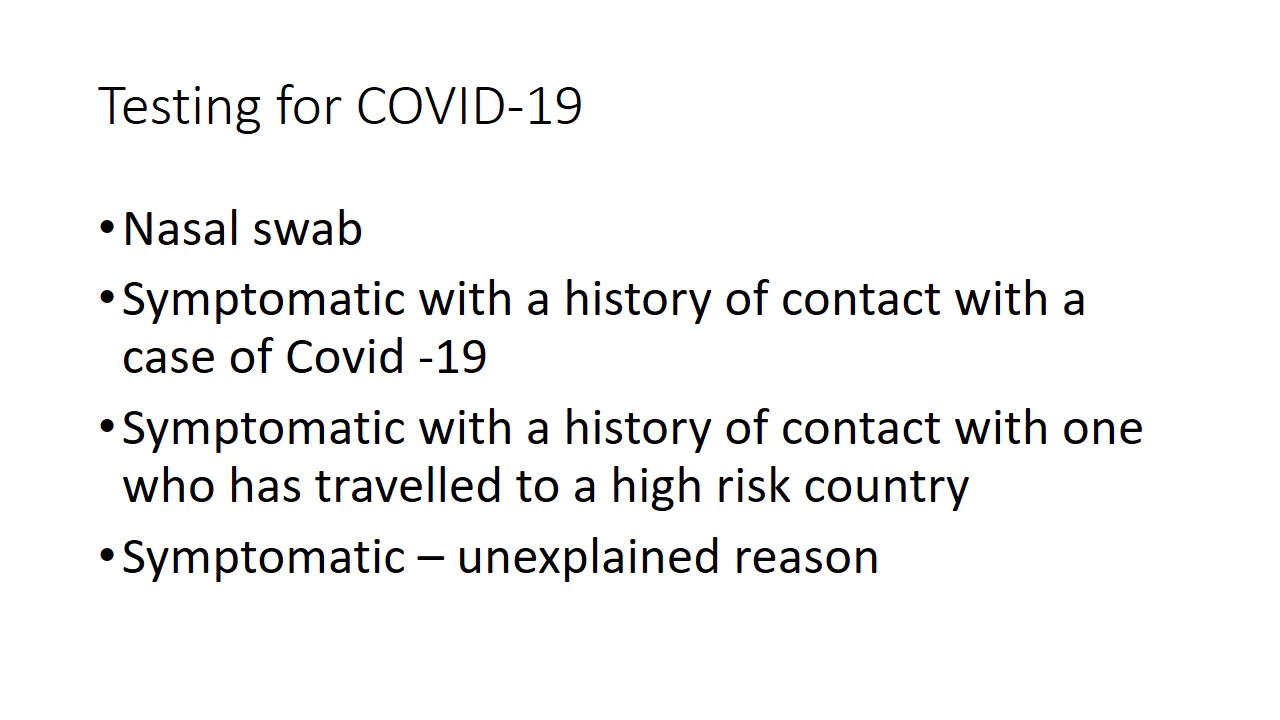 Testing for COVID-19
•Nasal swab
•Symptomatic with a history of contact with a
case of Covid -19
•Symptomatic with a history of contact with one
who has travelled to a high risk country
•Symptomatic – unexplained reason